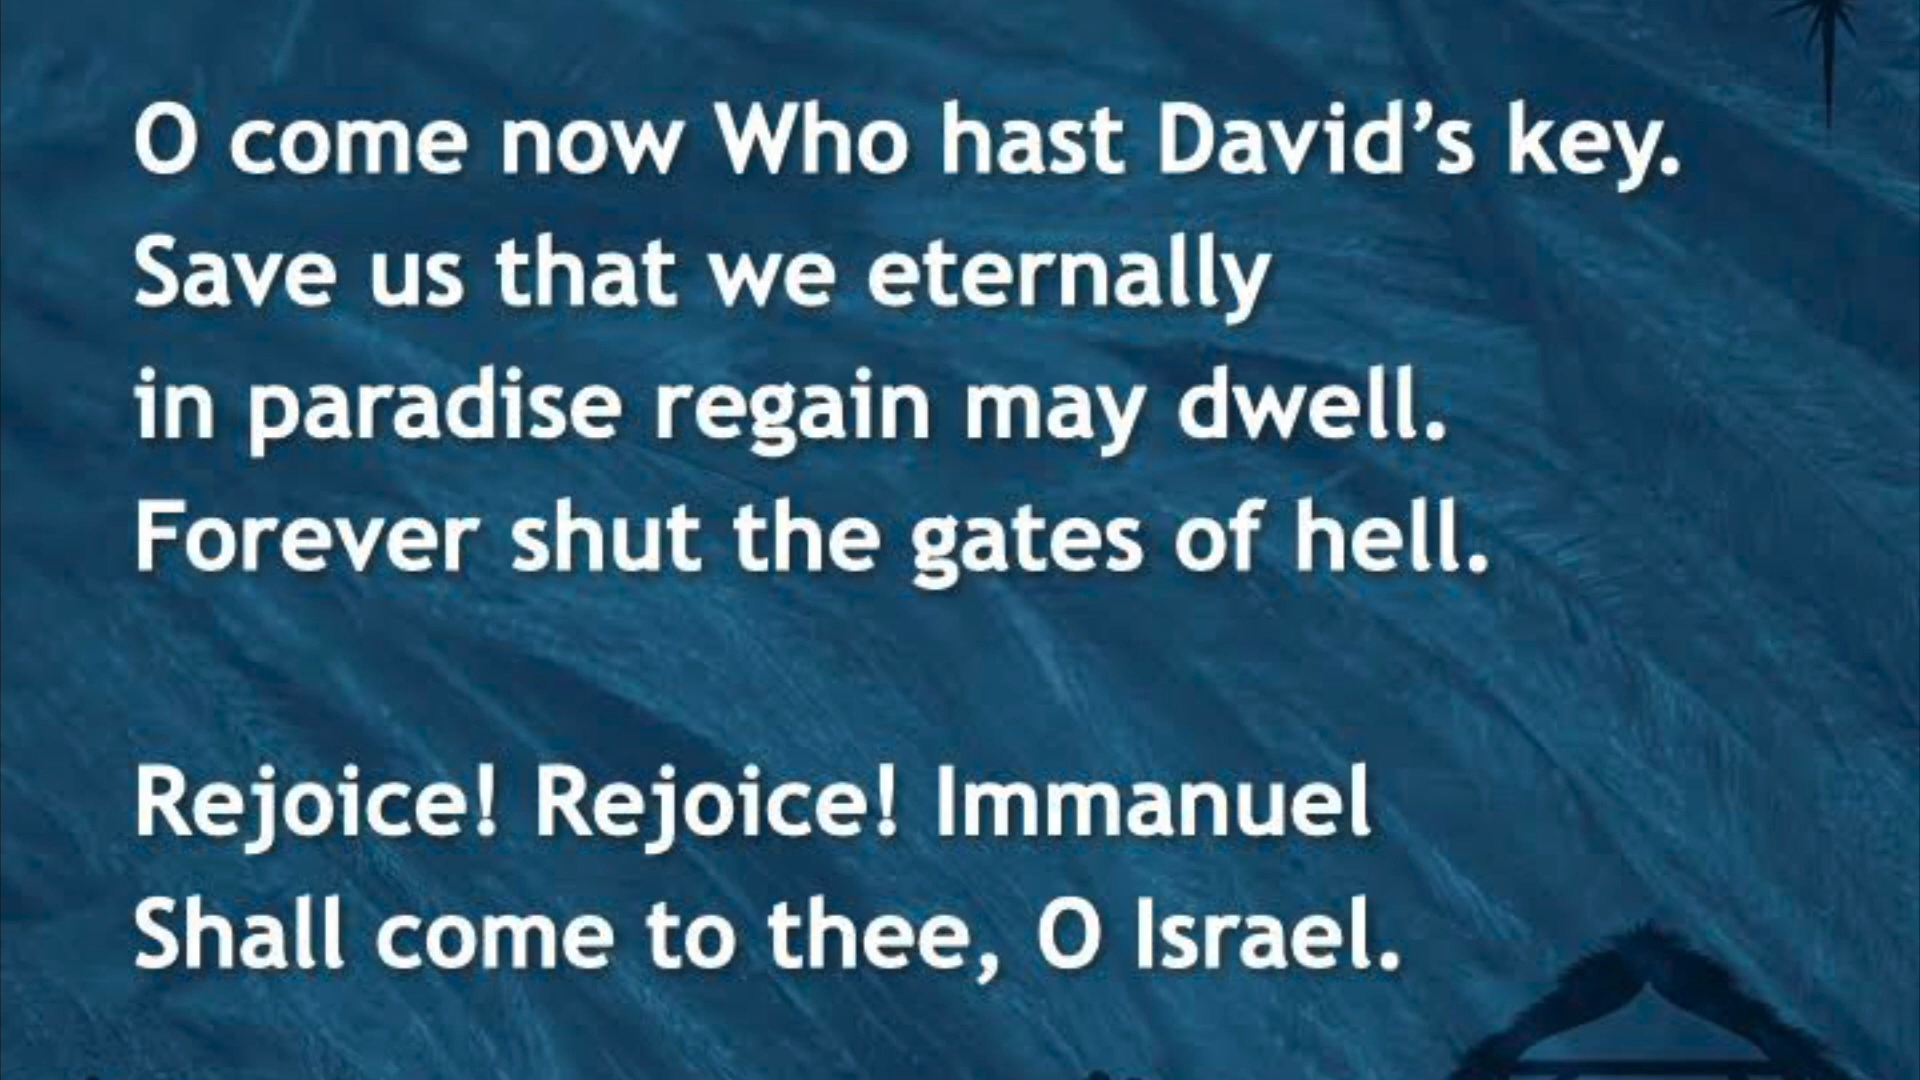 O come now Who hast David’s key.
Save us that we eternally
in paradise regain may dwell.
Forever shut the gates of hell.
Rejoice! Rejoice! Immanuel
Shall come to thee, O Israel.